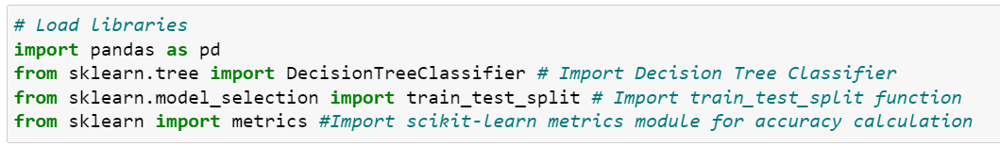 # Load libraries
import pandas as pd
from sklearn.tree import DecisionTreeClassifier # Import Decision Tree Classifier
from sklearn.model_selection import train_test_split # Import train_test_split function
from sklearn import metrics #Import scikit-learn metrics module for accuracy calculation